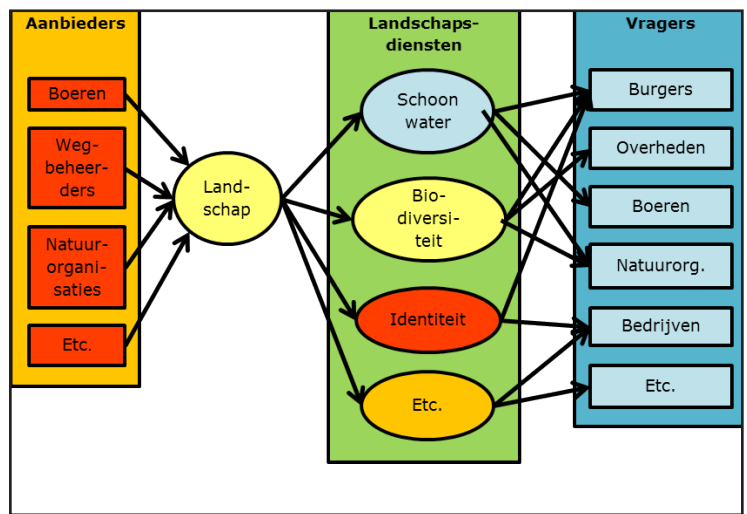 Aanbieders
Boeren
Weg-
beheer-
ders
Natuur-
organi-
saties
Etc.
Land-
schap
Landschaps-
diensten
Schoon
water
Bio-
diversi-
teit
Identiteit
Etc.
Vragers
Burgers
Overheden
Boeren
Natuurorg.
Bedrijven
Etc.